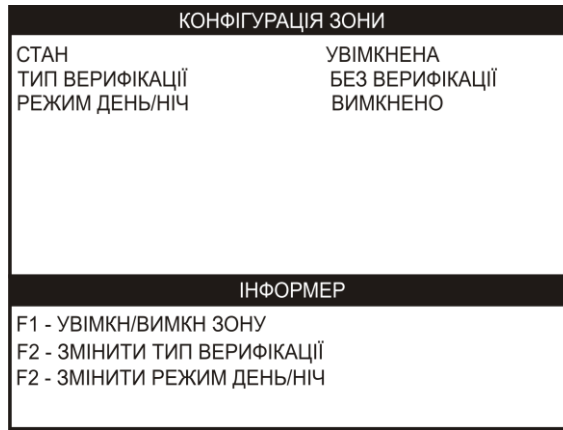 КОНФІГУРАЦІЯ ЗОНИ
СТАН УВІМКНЕНА
ТИП ВЕРИФІКАЦІЇ БЕЗ ВЕРИФІКАЦІЇ
РЕЖИМ ДЕНЬ/НІЧ ВИМКНЕНО
ІНФОРМЕР
F1 - УВІМКН/ВИМКН ЗОНУ
F2 - ЗМІНИТИ ТИП ВЕРИФІКАЦІЇ
F2 - ЗМІНИТИ РЕЖИМ ДЕНЬ/НІЧ